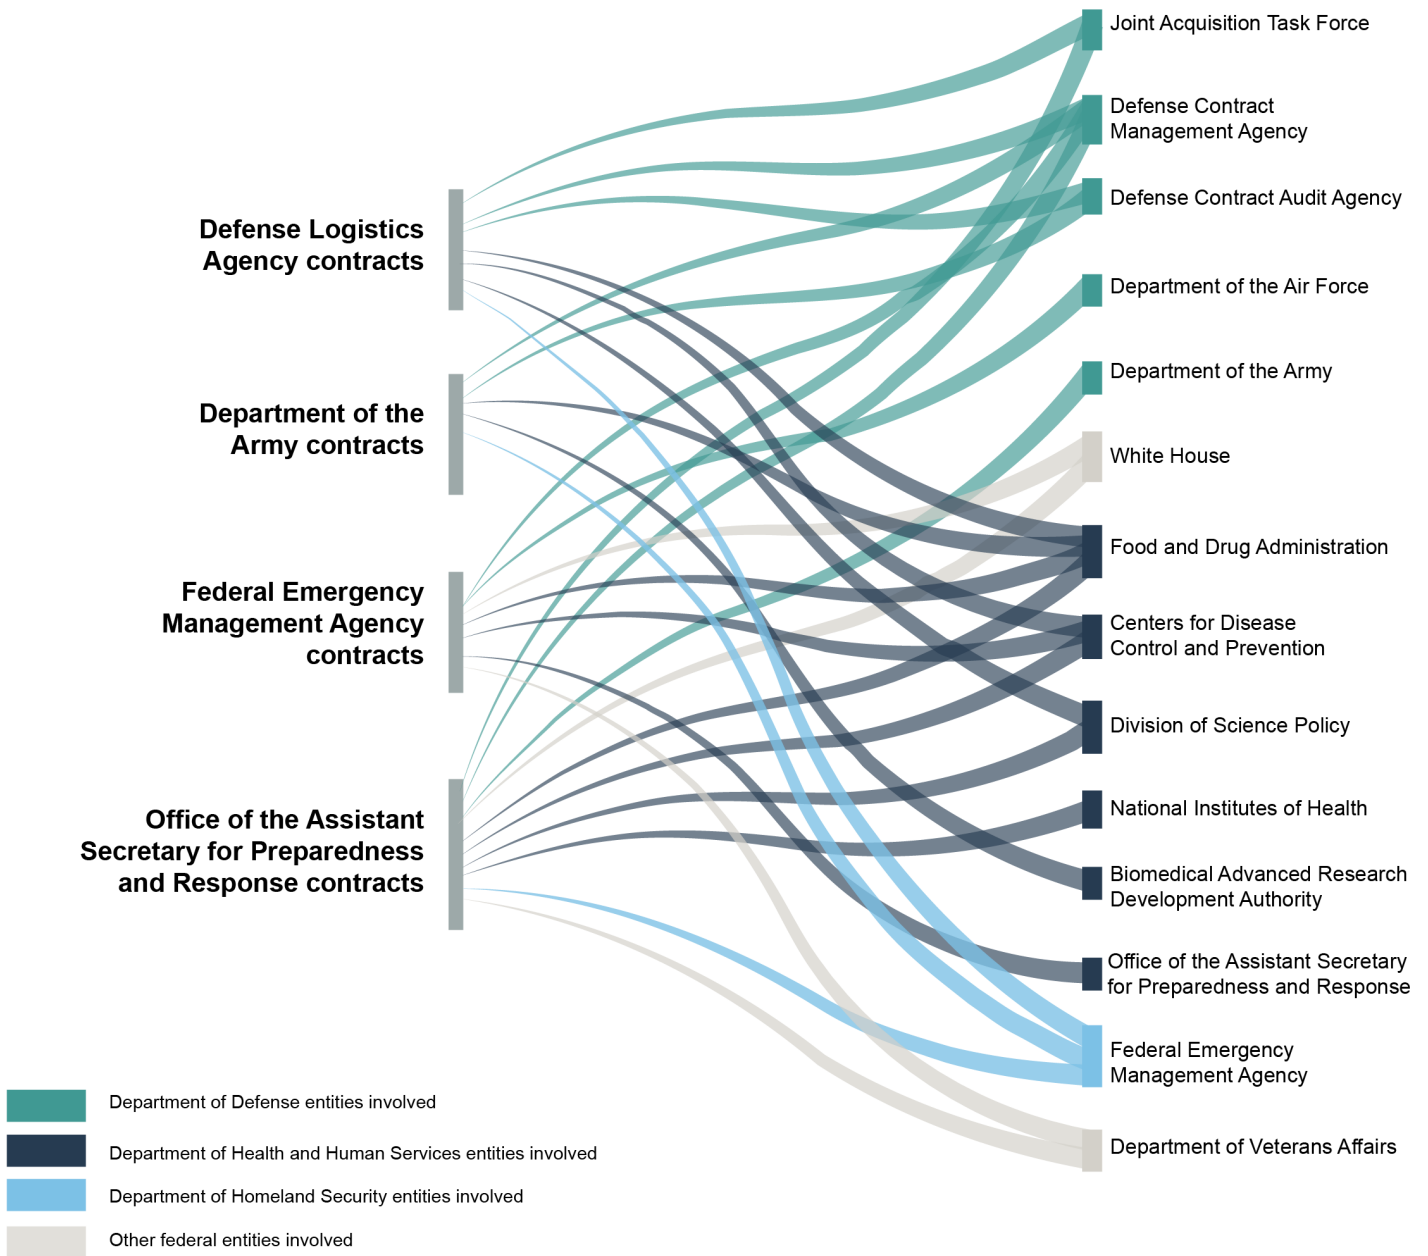 Defense Logistics
Agency contracts
Department of the
Army contracts
Federal Emergency
Management Agency
contracts
Office of the Assistant
Secretary for Preparedness
and Response contracts
Joint Acquisition Task Force
Defense Contract
Management Agency
Defense Contract Audit Agency
Department of the Air Force
Department of the Army
White House
Food and Drug Administration
Centers for Disease
Control and Prevention
Division of Science Policy
National Institutes of Health
Biomedical Advanced Research
Development Authority
Office of the Assistant Secretary
for Preparedness and Response
Federal Emergency
Management Agency
Department of Veterans Affairs
Department of Defense entities involved
Department of Health and Human Services entities involved
Department of Homeland Security entities involved
Other federal entities involved